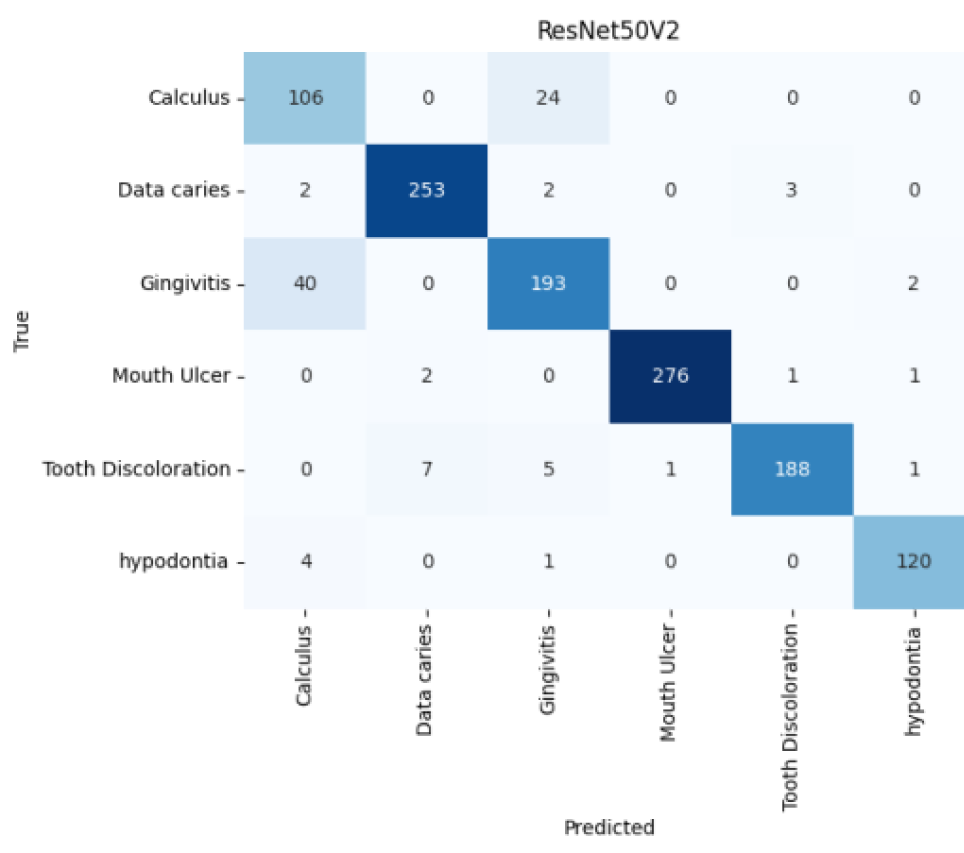 ResNet50V2
Calculus 106 0 24 0 0 0
Data caries 2 253 2 0 3 0
Gingivitis 40 0 193 0 0 2
Mouth Ulcer 0 2 0 276 1 1
Tooth Discoloration 0 7 5 1 188 1
hypodontia 4 0 1 0 0 120
True
Calculus
Data caries
Gingivitis
Mouth Ulcer
Tooth Discoloration
hypodontia
Predicted